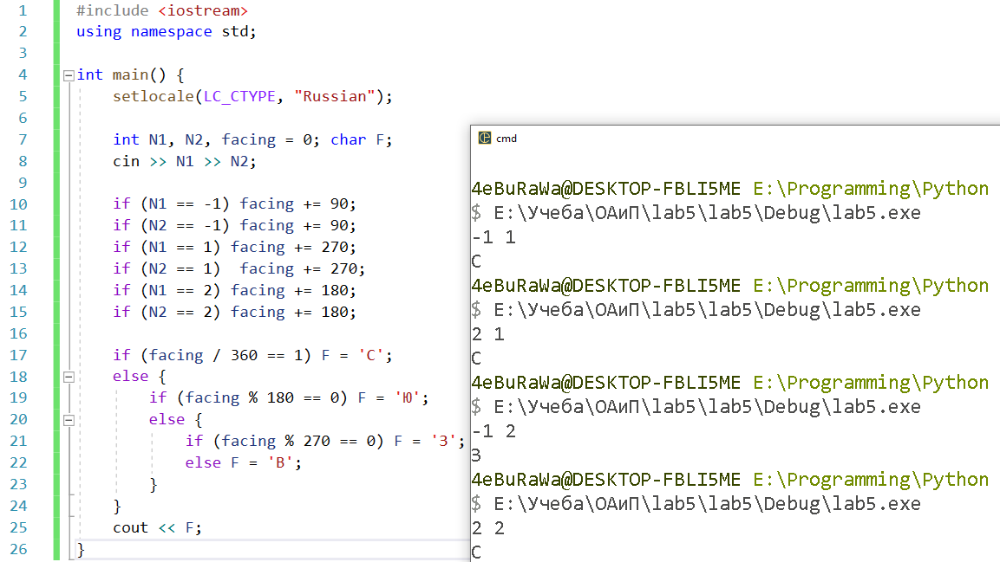 1 #include <iostream>
2 using namespace std;
3
4 int main() {
5 setlocale(LC_CTYPE, "Russian");
6
7 int N1, N2, facing = 0; char F;
8 cin >> N1 >> N2;
9
10 if (N1 == -1) facing += 90;
11 if (N2 == -1) facing += 90;
12 if (N1 == 1) facing += 270;
13 if (N2 == 1)  facing += 270;
14 if (N1 == 2) facing += 180;
15 if (N2 == 2) facing += 180;
16
17 if (facing / 360 == 1) F = 'С';
18 else {
19 if (facing % 180 == 0) F = 'Ю';
20 else {
21 if (facing % 270 == 0) F = 'З';
22 else F = 'В';
23 }
24 }
25 cout << F;
26 }
cmd
4eBuRaWa@DESKTOP-FBLI5ME E:\Programming\Python
$ E:\Учеба\ОАиП\lab5\lab5\Debug\lab5.exe
-1 1
С
4eBuRaWa@DESKTOP-FBLI5ME E:\Programming\Python
$ E:\Учеба\ОАиП\lab5\lab5\Debug\lab5.exe
2 1
С
4eBuRaWa@DESKTOP-FBLI5ME E:\Programming\Python
$ E:\Учеба\ОАиП\lab5\lab5\Debug\lab5.exe
-1 2
З
4eBuRaWa@DESKTOP-FBLI5ME E:\Programming\Python
$ E:\Учеба\ОАиП\lab5\lab5\Debug\lab5.exe
2 2
С